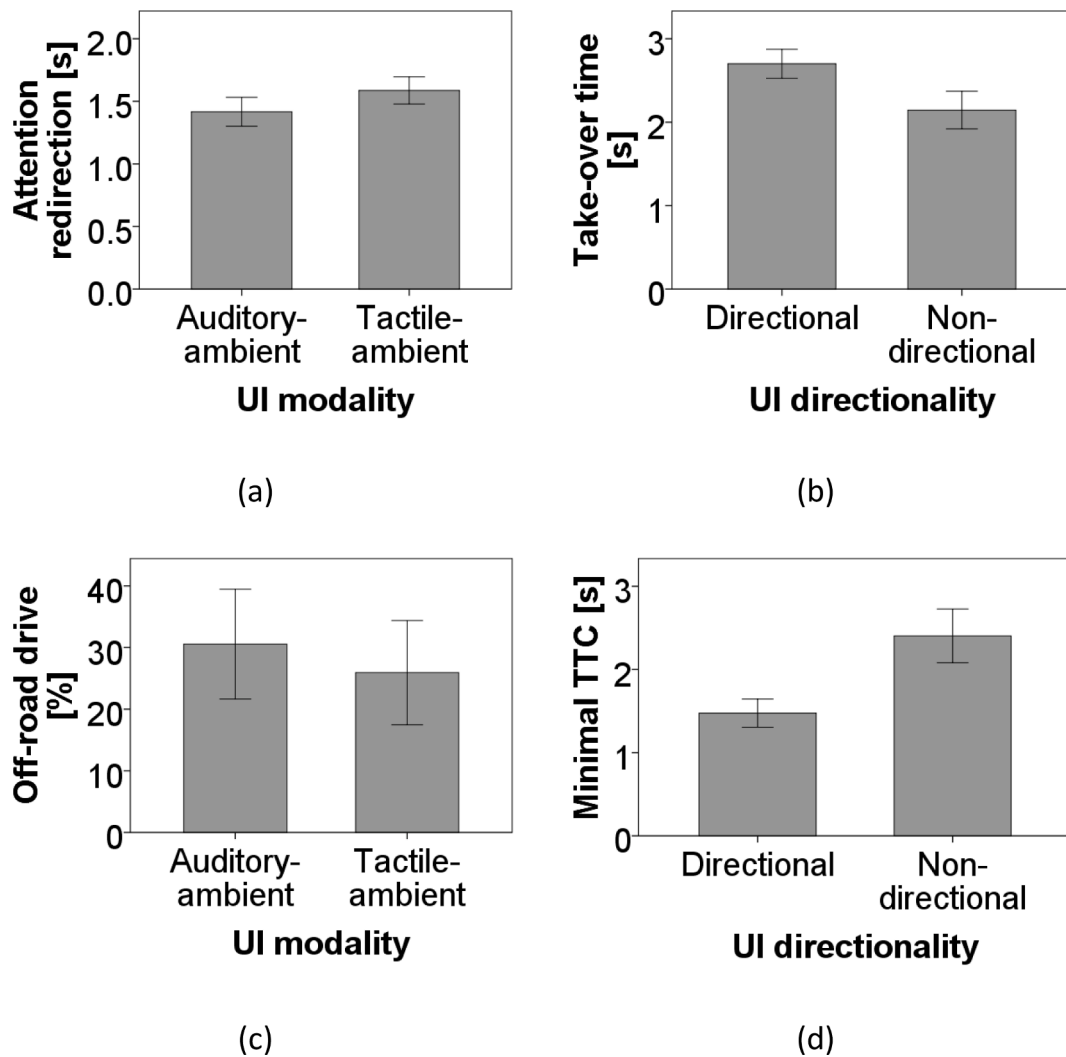 Attention
redirection [s]
2.0
1.5
1.0
0.5
0.0
Auditory-
ambient
Tactile-
ambient
UI modality
(a)
Take-over time
[s]
3
2
1
0
Directional
Non-
directional
UI directionality
(b)
Off-road drive
[%]
40
30
20
10
0
Auditory-
ambient
Tactile-
ambient
UI modality
(c)
Minimal TTC [s]
3
2
1
0
Directional
Non-
directional
UI directionality
(d)